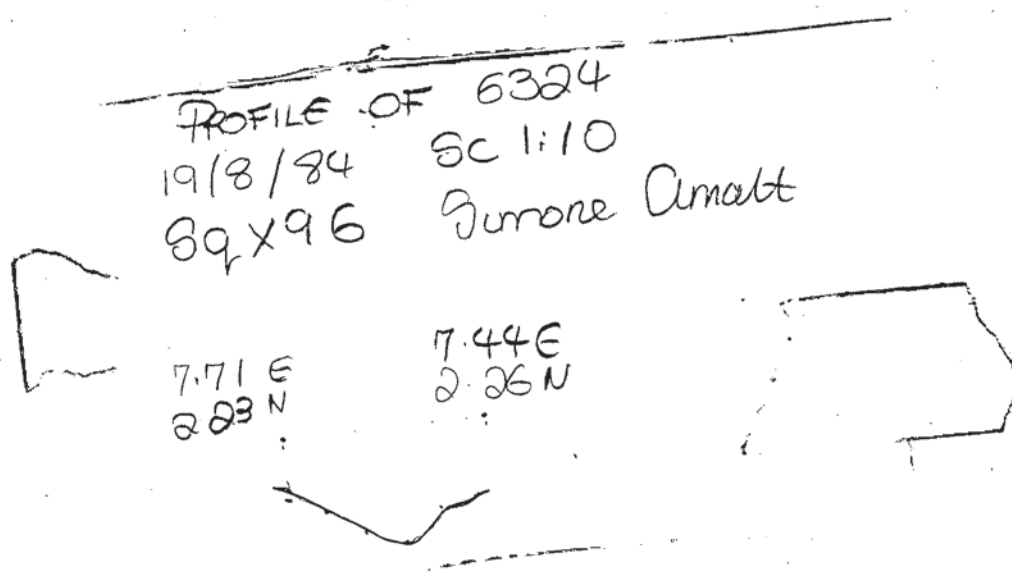 PROFILE OF 6324
19/8/84 Sc 1:10
Sq X96 Simone
7.71 E
2.23 N
7.44 E
2.26 N